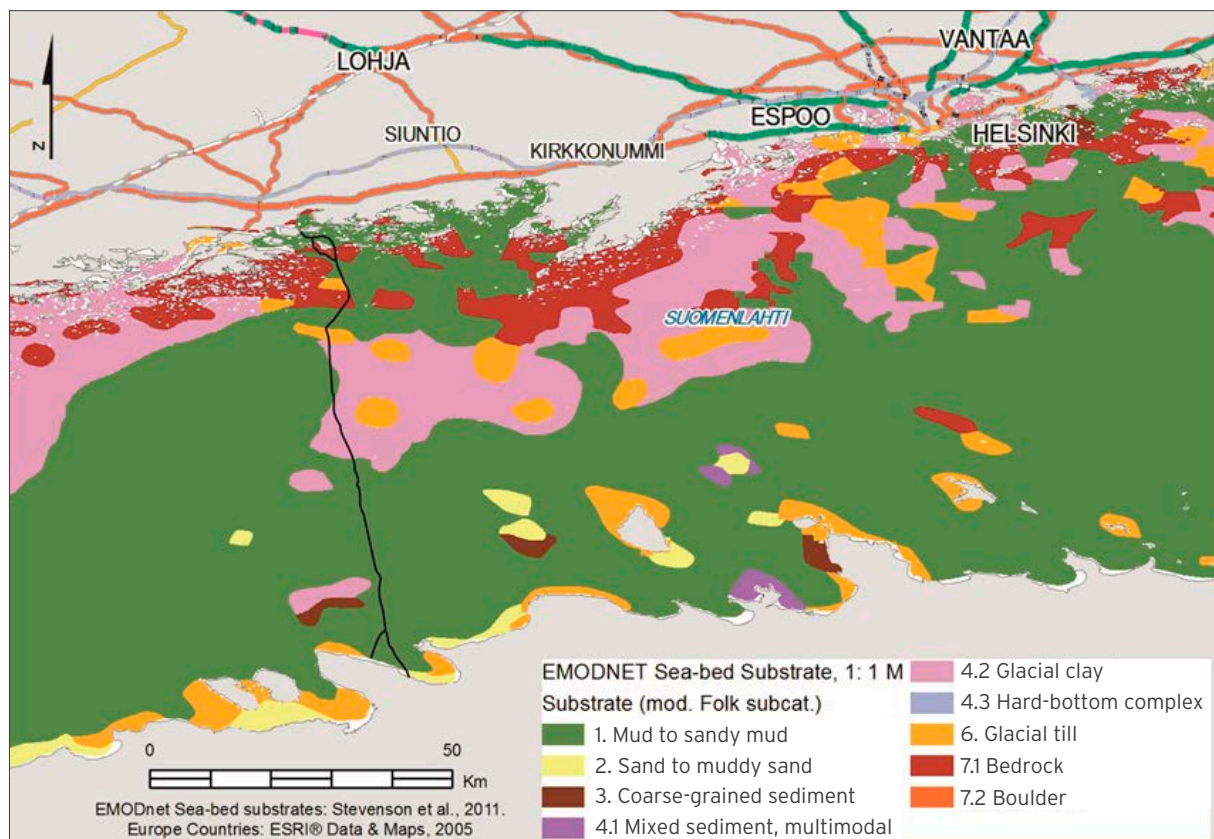 VANTAA
LOHJA
ESPOO
SIUNTIO
HELSINKI
KIRKKONUMMI
N
SUOMENLAHTI
EMODNET Sea-bed Substrate, 1: 1 M
Substrate (mod. Folk subcat.)
1. Mud to sandy mud
2. Sand to muddy sand
3. Coarse-grained sediment
4.1 Mixed sediment, multimodal
4.2 Glacial clay
4.3 Hard-bottom complex
6. Glacial till
7.1 Bedrock
7.2 Boulder
0 50
Km
EMODnet Sea-bed substrates: Stevenson et al., 2011.
Europe Countries: ESRI® Data & Maps, 2005